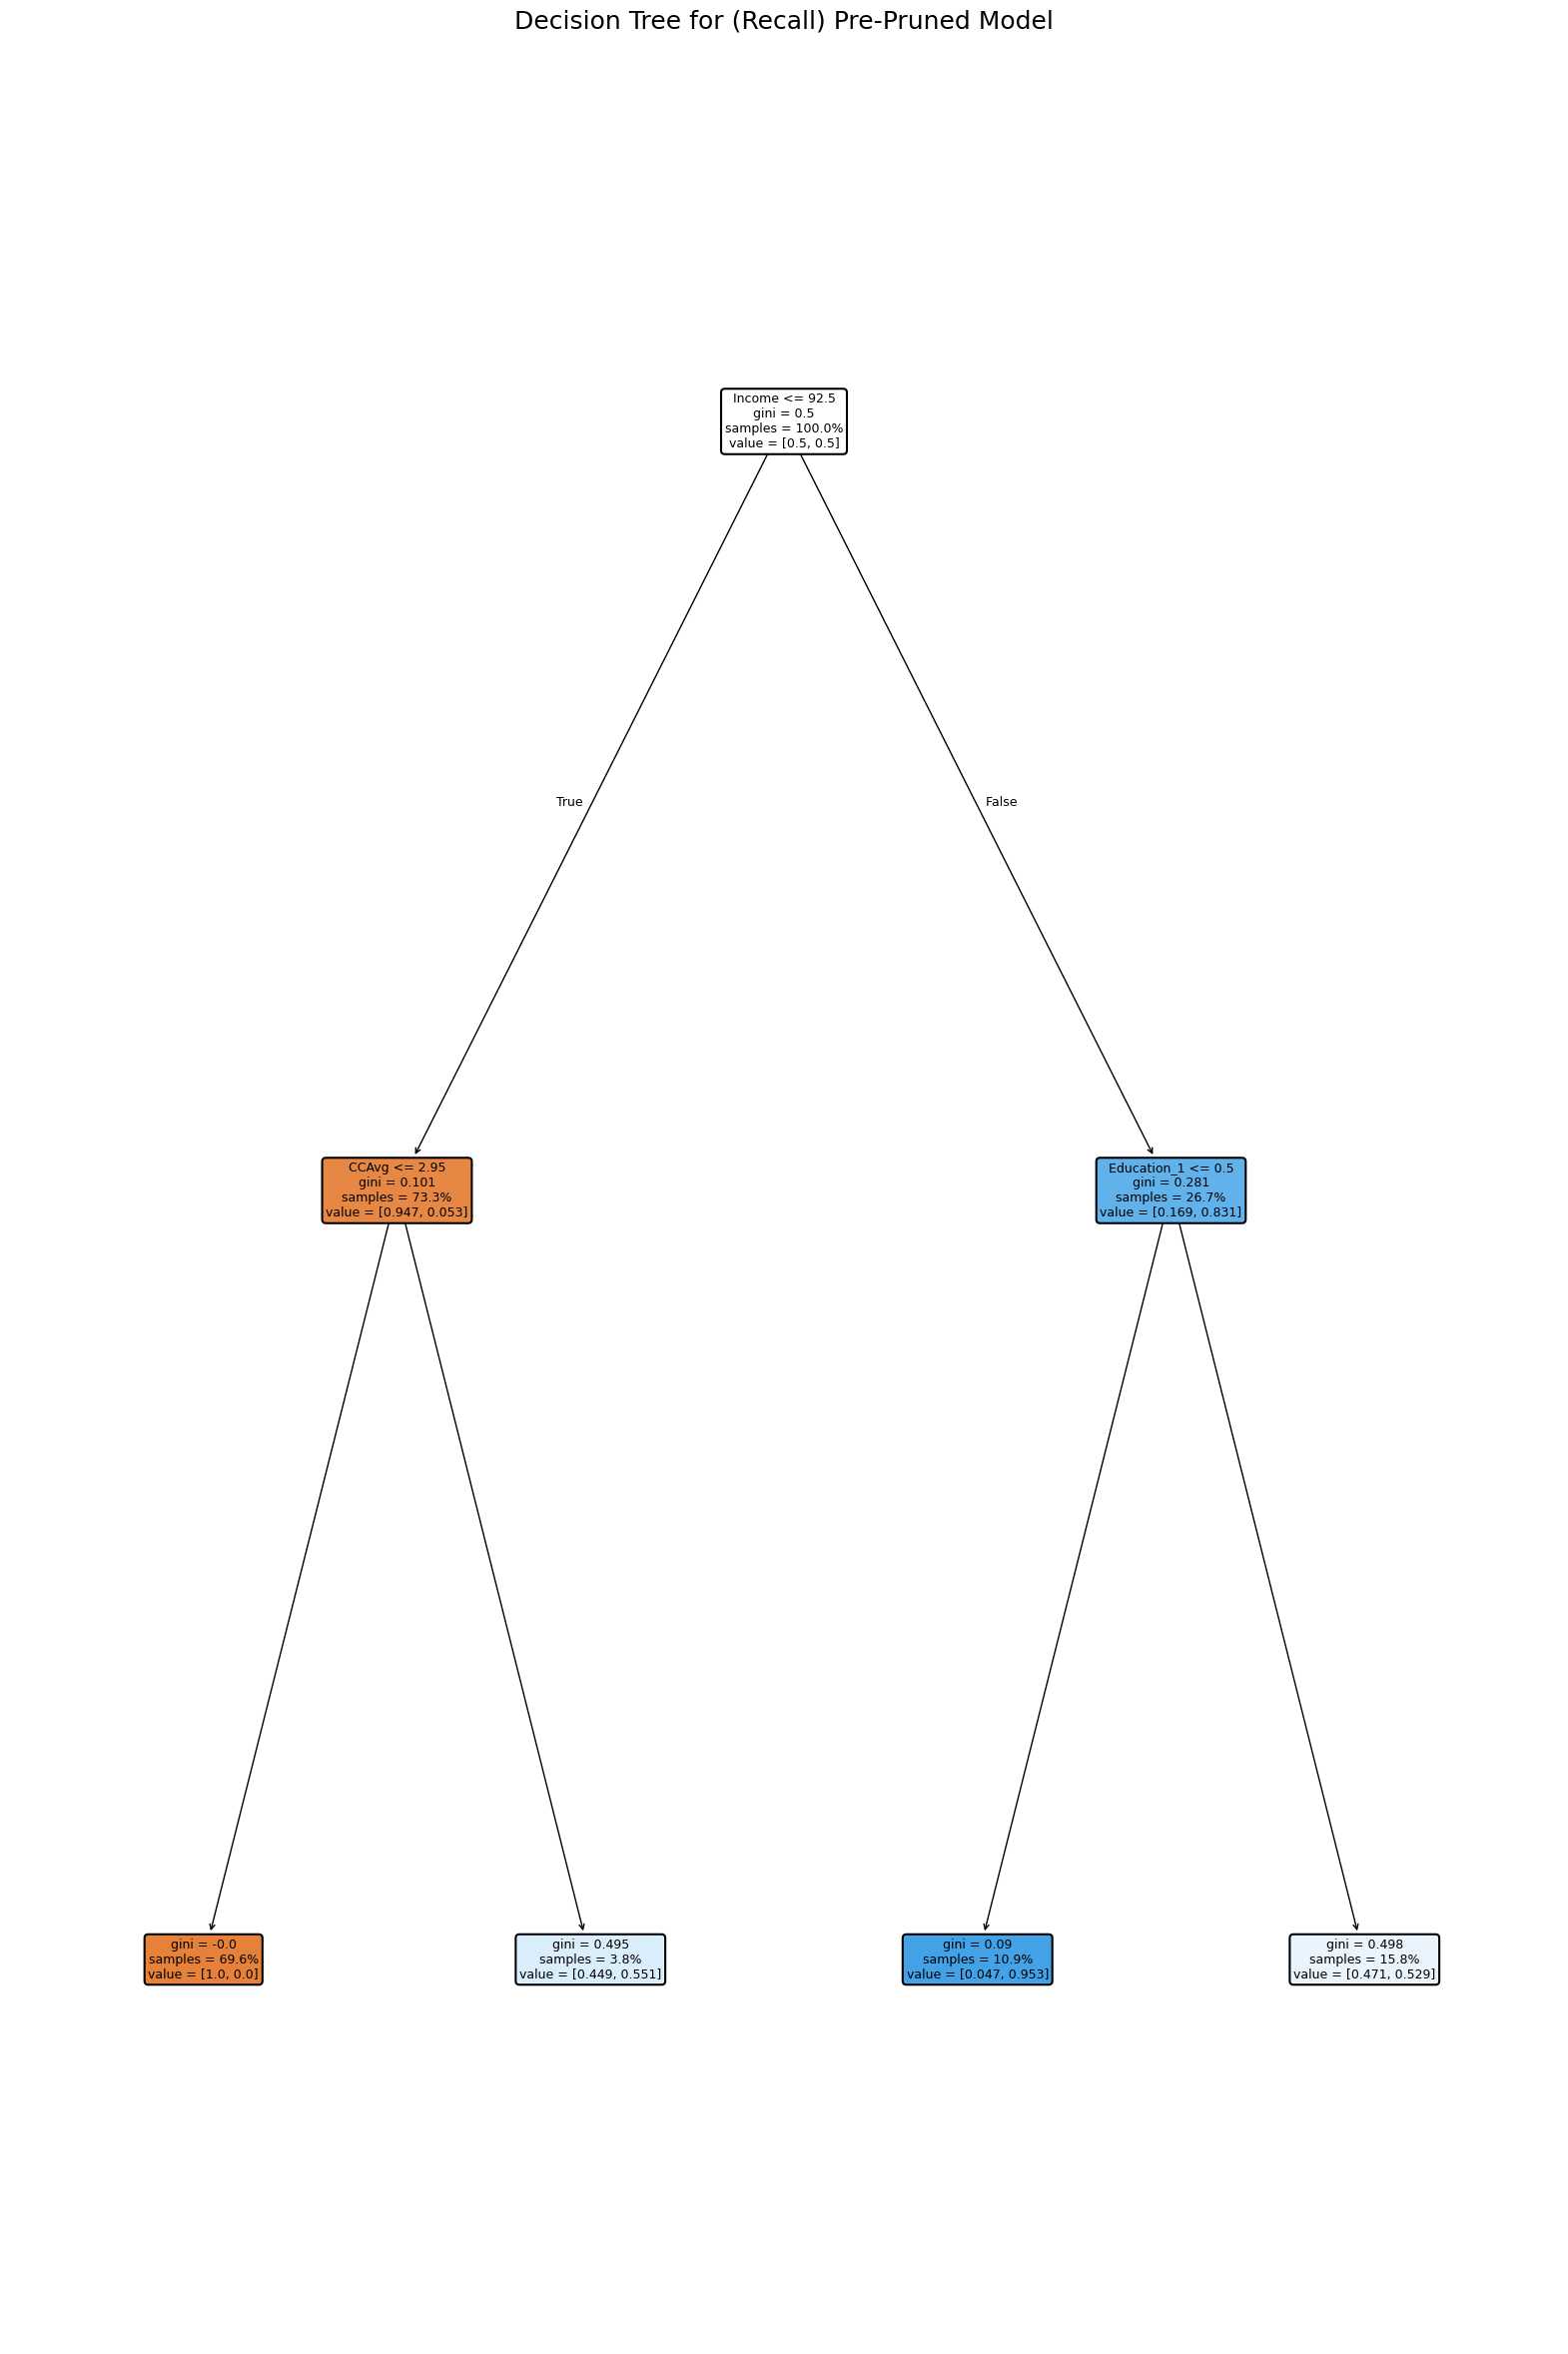 Decision Tree for (Recall) Pre-Pruned Model
Income <= 92.5
gini = 0.5
samples = 100.0%
value = [0.5, 0.5]
True
False
CCAvg <= 2.95
gini = 0.101
samples = 73.3%
value = [0.947, 0.053]
Education_1 <= 0.5
gini = 0.281
samples = 26.7%
value = [0.169, 0.831]
gini = -0.0
samples = 69.6%
value = [1.0, 0.0]
gini = 0.495
samples = 3.8%
value = [0.449, 0.551]
gini = 0.09
samples = 10.9%
value = [0.047, 0.953]
gini = 0.498
samples = 15.8%
value = [0.471, 0.529]